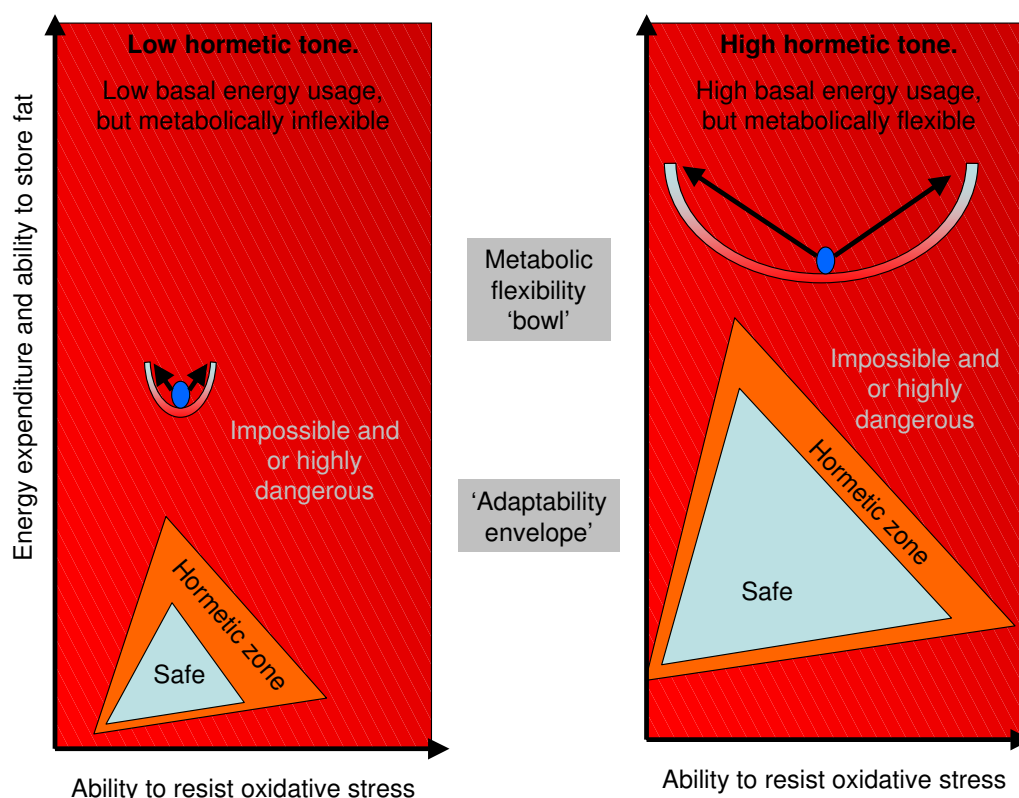 Energy expenditure and ability to store fat
Low hormetic tone.
Low basal energy usage,
but metabolically inflexible
Impossible and
or highly
dangerous
Hormetic zone
Safe
Ability to resist oxidative stress
Metabolic
flexibility
‘bowl’
‘Adaptability
envelope’
High hormetic tone.
High basal energy usage,
but metabolically flexible
Impossible and
or highly
dangerous
Hormetic zone
Safe
Ability to resist oxidative stress